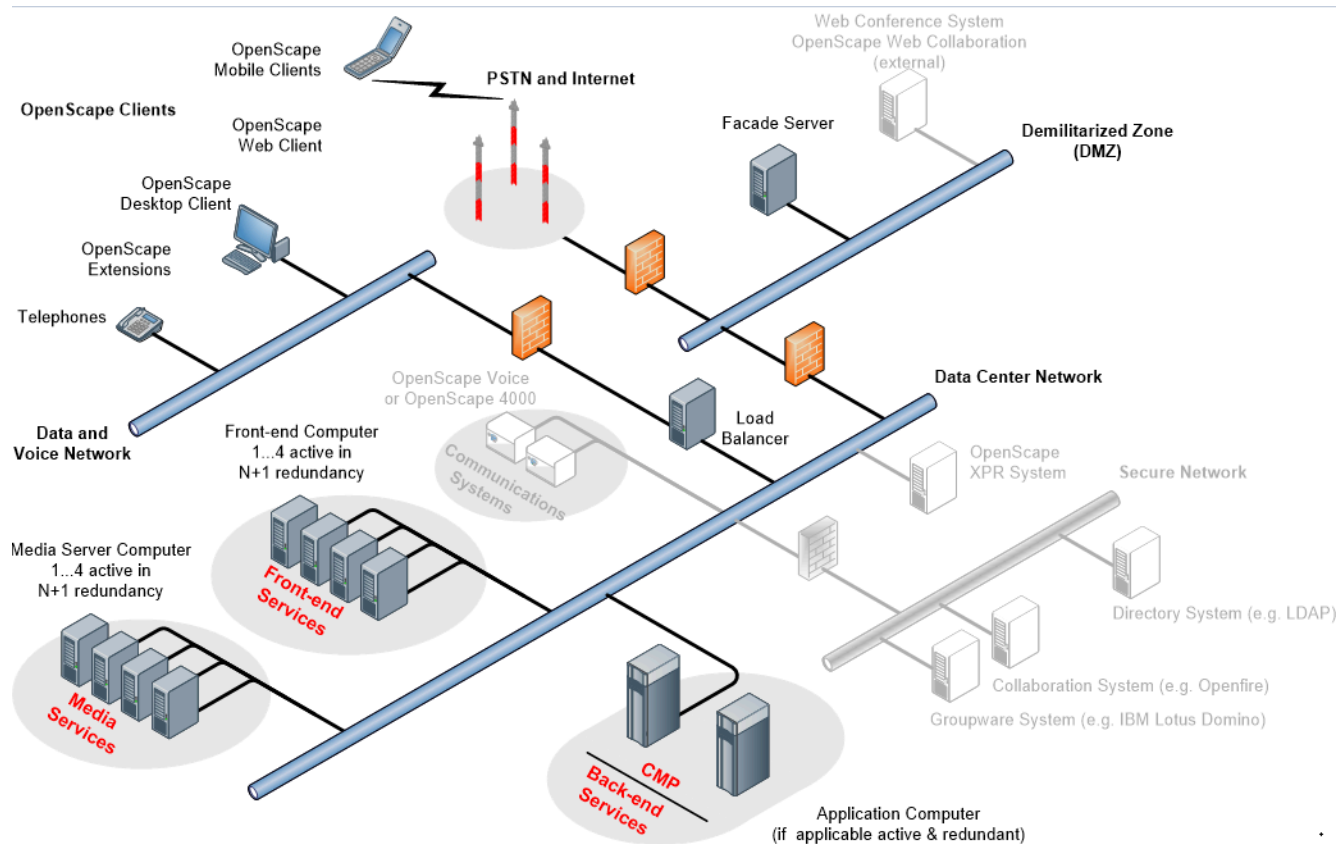 Web Conference System
OpenScape Web Collaboration
(external)
OpenScape
Mobile Clients
PSTN and Internet
OpenScape Clients
OpenScape
Web Client
Facade Server
Demilitarized Zone
(DMZ)
OpenScape
Desktop Client
OpenScape
Extensions
Telephones
OpenScape Voice
or OpenScape 4000
Data Center Network
Load
Balancer
Data and
Voice Network
Front-end Computer
1...4 active in
N+1 redundancy
Communications
Systems
OpenScape
XPR System
Secure Network
Media Server Computer
1...4 active in
N+1 redundancy
Front-end
Services
Directory System (e.g. LDAP)
Collaboration System (e.g. Openfire)
Groupware System (e.g. IBM Lotus Domino)
Media
Services
CMP
Back-end
Services
Application Computer
(if applicable active & redundant)